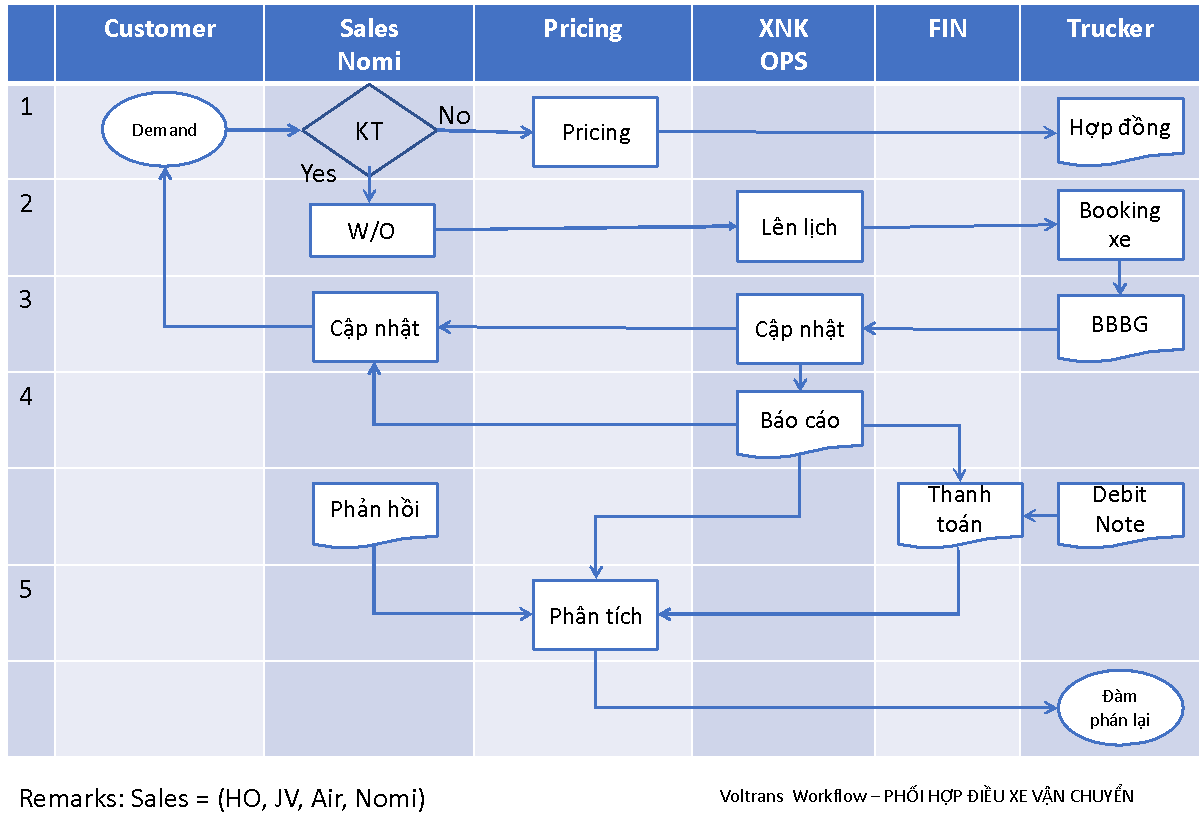 Customer
Sales
Nomi
Pricing
XNK
OPS
FIN
Trucker
1
Demand
KT
No
Yes
Pricing
Hợp đồng
2
W/O
Lên lịch
Booking
xe
3
Cập nhật
Cập nhật
BBBG
4
Báo cáo
Phản hồi
Thanh
toán
Debit
Note
5
Phân tích
Đàm
phán lại
Remarks: Sales = (HO, JV, Air, Nomi)
Voltrans Workflow – PHỐI HỢP ĐIỀU XE VẬN CHUYỂN